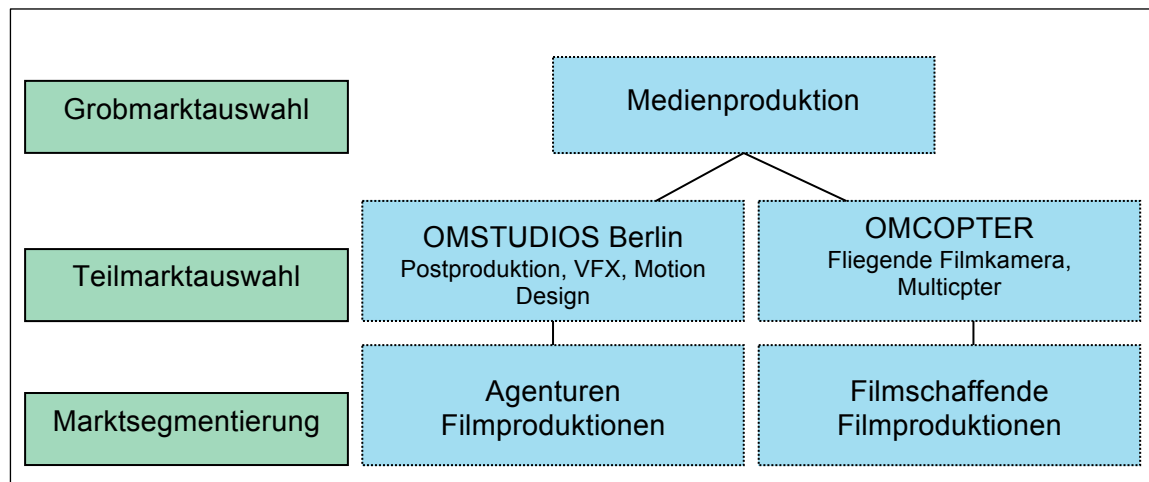 Grobmarktauswahl
Medienproduktion
Teilmarktauswahl
OMSTUDIOS Berlin
Postproduktion, VFX, Motion
Design
OMCOPTER
Fliegende Filmkamera,
Multicpter
Marktsegmentierung
Agenturen
Filmproduktionen
Filmschaffende
Filmproduktionen